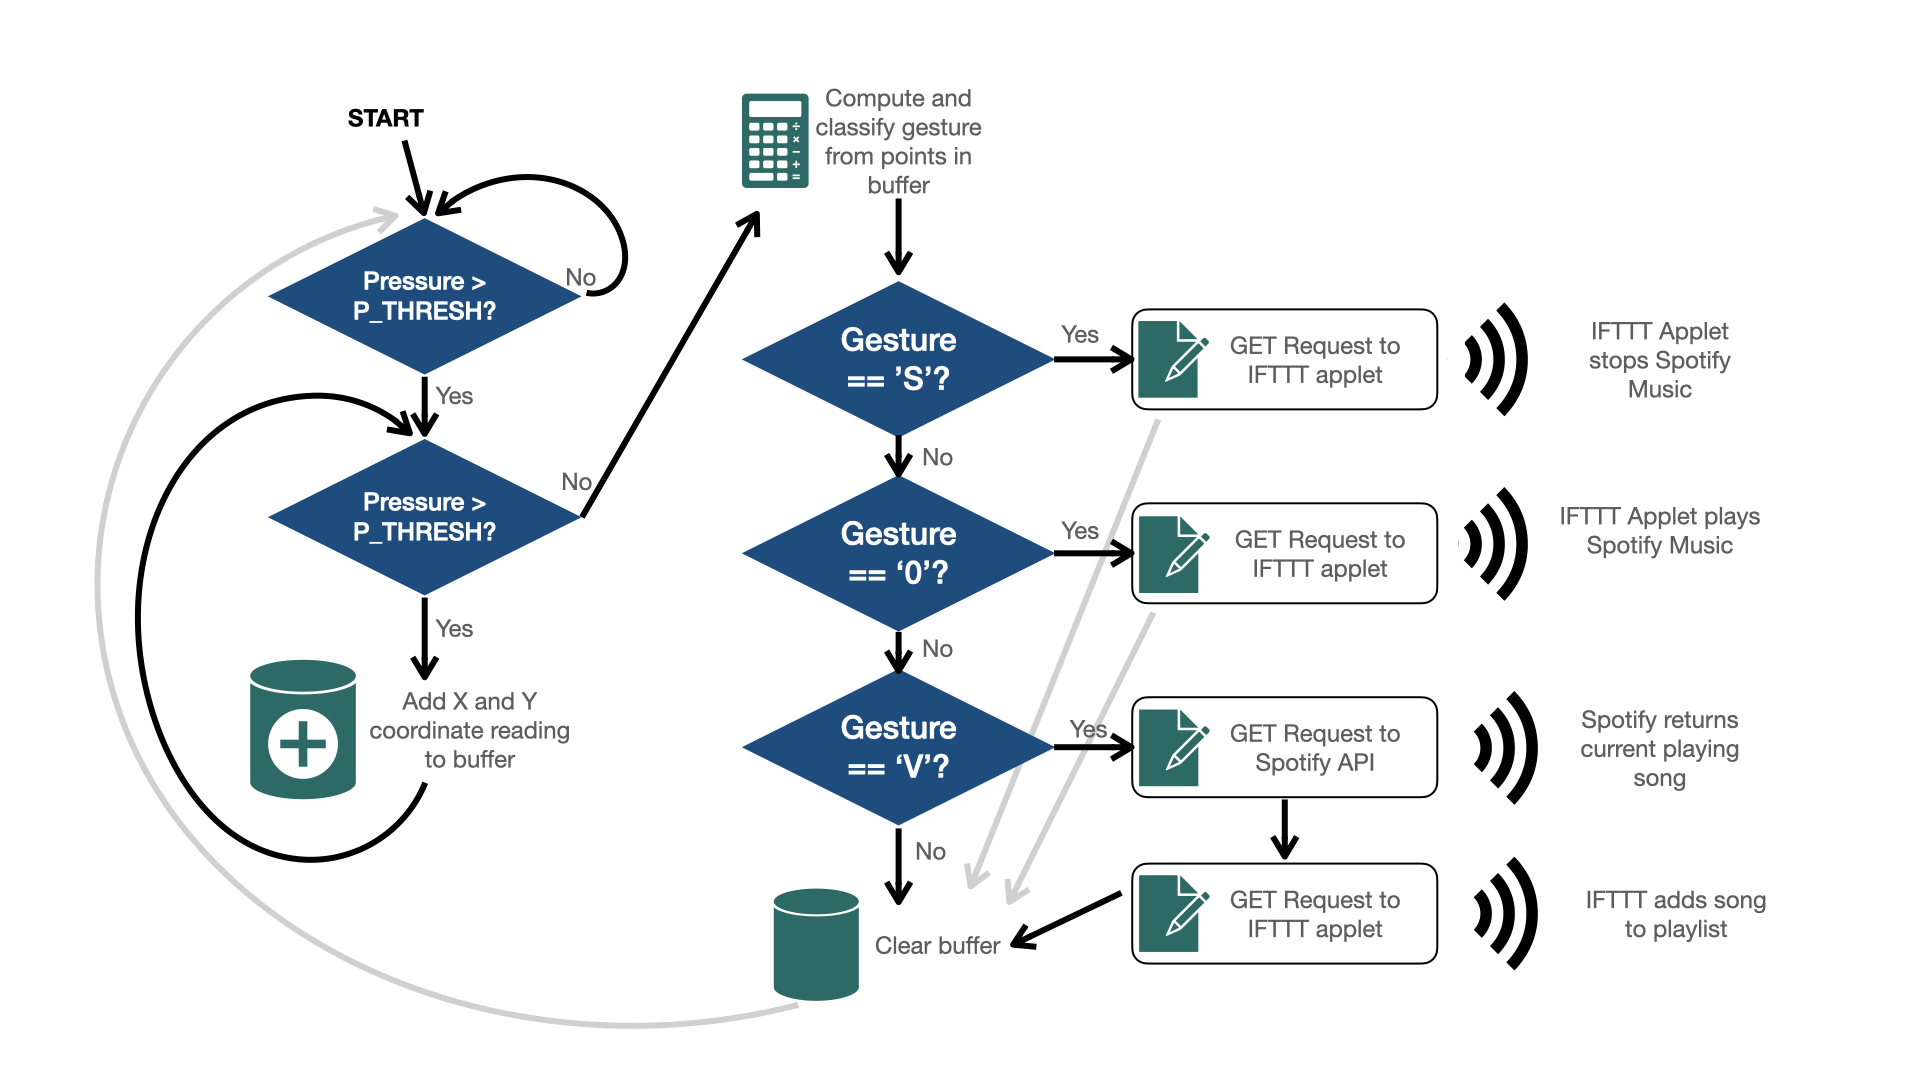 START
Pressure >
P_THRESH?
No
Yes
Pressure >
P_THRESH?
No
Yes
Add X and Y
coordinate reading
to buffer
Compute and
classify gesture
from points in
buffer
Gesture
== ’S’?
Yes
GET Request to
IFTTT applet
IFTTT Applet
stops Spotify
Music
No
Gesture
== ‘0’?
Yes
GET Request to
IFTTT applet
IFTTT Applet plays
Spotify Music
No
Gesture
== ‘V’?
Yes
GET Request to
Spotify API
Spotify returns
current playing
song
No
Clear buffer
GET Request to
IFTTT applet
IFTTT adds song
to playlist